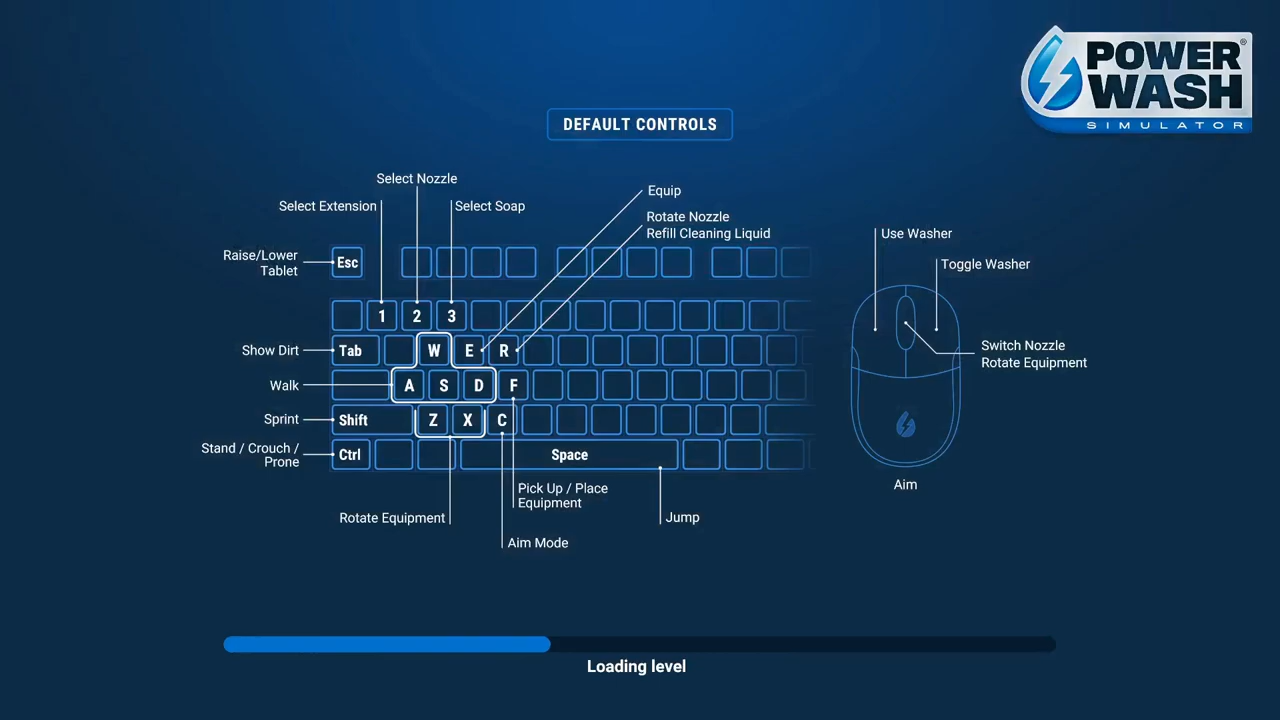 POWER®
WASH
SIMULATOR
DEFAULT CONTROLS
Select Nozzle
Select Extension
Select Soap
Equip
Rotate Nozzle
Refill Cleaning Liquid
Raise/Lower
Tablet
Esc
1 2 3
Show Dirt
Tab W E R
Walk
A S D F
Sprint
Shift Z X C
Stand / Crouch /
Prone
Ctrl Space
Rotate Equipment
Pick Up / Place
Equipment
Aim Mode
Jump
Use Washer
Toggle Washer
Switch Nozzle
Rotate Equipment
Aim
Loading level